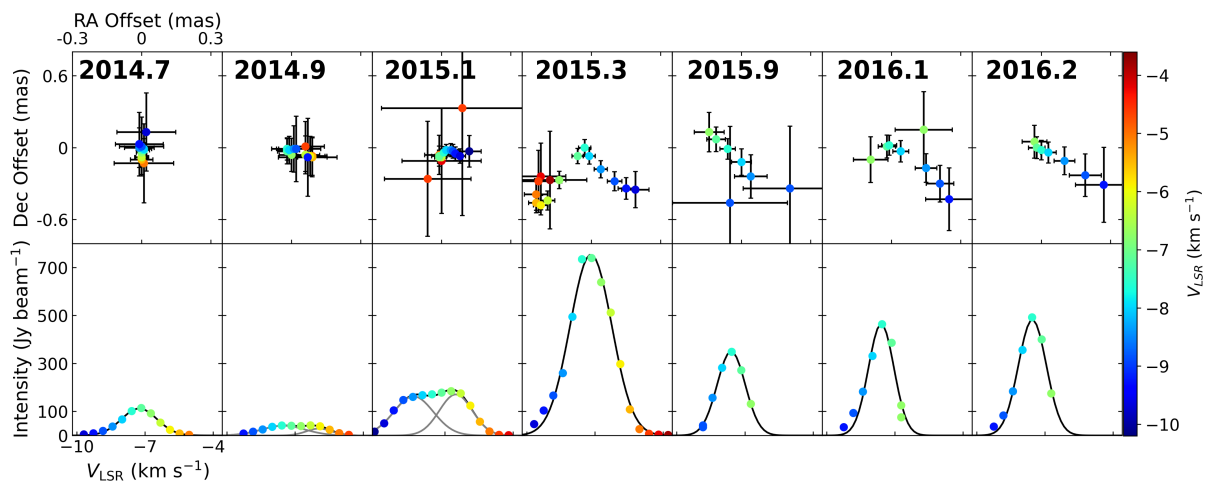 RA Offset (mas)
-0.3 0 0.3
2014.7 2014.9 2015.1 2015.3 2015.9 2016.1 2016.2
Dec Offset (mas)
0.6
0
-0.6
Intensity (Jy beam⁻¹)
700
500
300
100
0
−10 −7 −4
V_LSR (km s⁻¹)
−4
−5
−6
−7
−8
−9
−10
V_LSR (km s⁻¹)